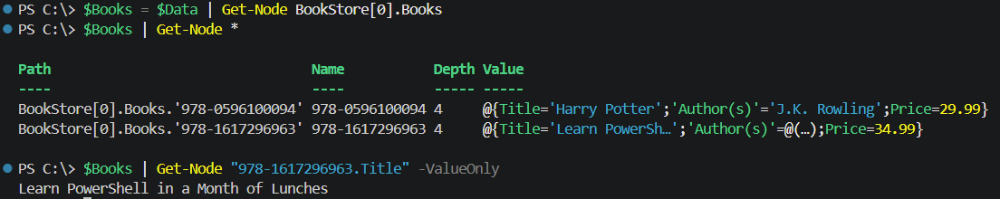 PS C:\> $Books = $Data | Get-Node BookStore[0].Books
PS C:\> $Books | Get-Node *
Path Name Depth Value
---- ---- ----- -----
BookStore[0].Books.'978-0596100094' 978-0596100094 4 @{Title='Harry Potter';'Author(s)'='J.K. Rowling';Price=29.99}
BookStore[0].Books.'978-1617296963' 978-1617296963 4 @{Title='Learn PowerSh…';'Author(s)'=@(…);Price=34.99}
PS C:\> $Books | Get-Node "978-1617296963.Title" -ValueOnly
Learn PowerShell in a Month of Lunches